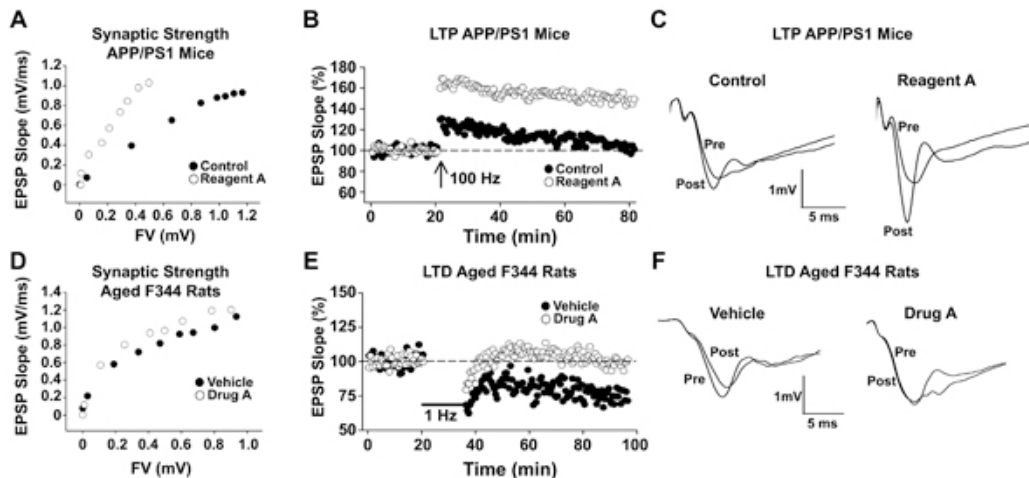 A
Synaptic Strength
APP/PS1 Mice
EPSP Slope (mV/ms)
1.2
1.0
0.8
0.6
0.4
0.2
0
Control
Reagent A
0 0.2 0.4 0.6 0.8 1.0 1.2
FV (mV)
B
LTP APP/PS1 Mice
EPSP Slope (%)
180
160
140
120
100
80
60
100 Hz
Control
Reagent A
0 20 40 60 80
Time (min)
C
LTP APP/PS1 Mice
Control
Reagent A
Pre
Post
Pre
Post
1mV
5 ms
D
Synaptic Strength
Aged F344 Rats
EPSP Slope (mV/ms)
1.4
1.2
1.0
0.8
0.6
0.4
0.2
0
Vehicle
Drug A
0 0.2 0.4 0.6 0.8 1.0
FV (mV)
E
LTD Aged F344 Rats
EPSP Slope (%)
150
125
100
75
50
Vehicle
Drug A
1 Hz
0 20 40 60 80 100
Time (min)
F
LTD Aged F344 Rats
Vehicle
Drug A
Post
Pre
Pre
Post
1mV
5 ms